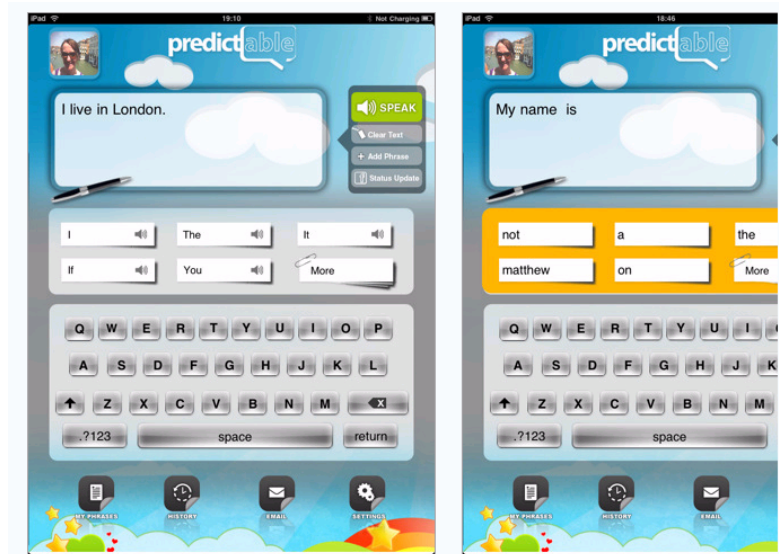 iPad 19:10 Not Charging
predictable
I live in London.
SPEAK
Clear Text
+ Add Phrase
Status Update
I The It
If You More
Q W E R T Y U I O P
A S D F G H J K L
Z X C V B N M
.?123 space return
MY PHRASES HISTORY EMAIL SETTINGS
iPad 18:46
predictable
My name is
not a the
matthew on More
Q W E R T Y U I
A S D F G H J K
Z X C V B N M
.?123 space
MY PHRASES HISTORY EMAIL